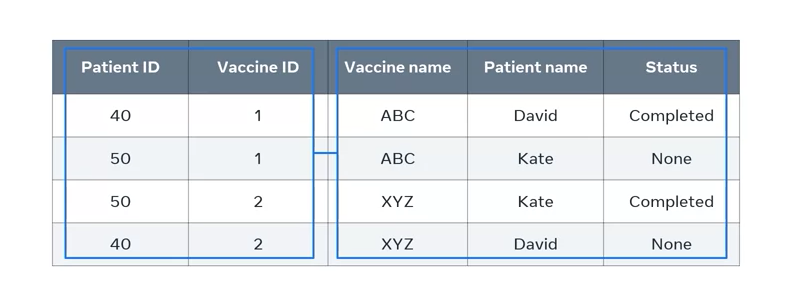 Patient ID Vaccine ID Vaccine name Patient name Status
40 1 ABC David Completed
50 1 ABC Kate None
50 2 XYZ Kate Completed
40 2 XYZ David None